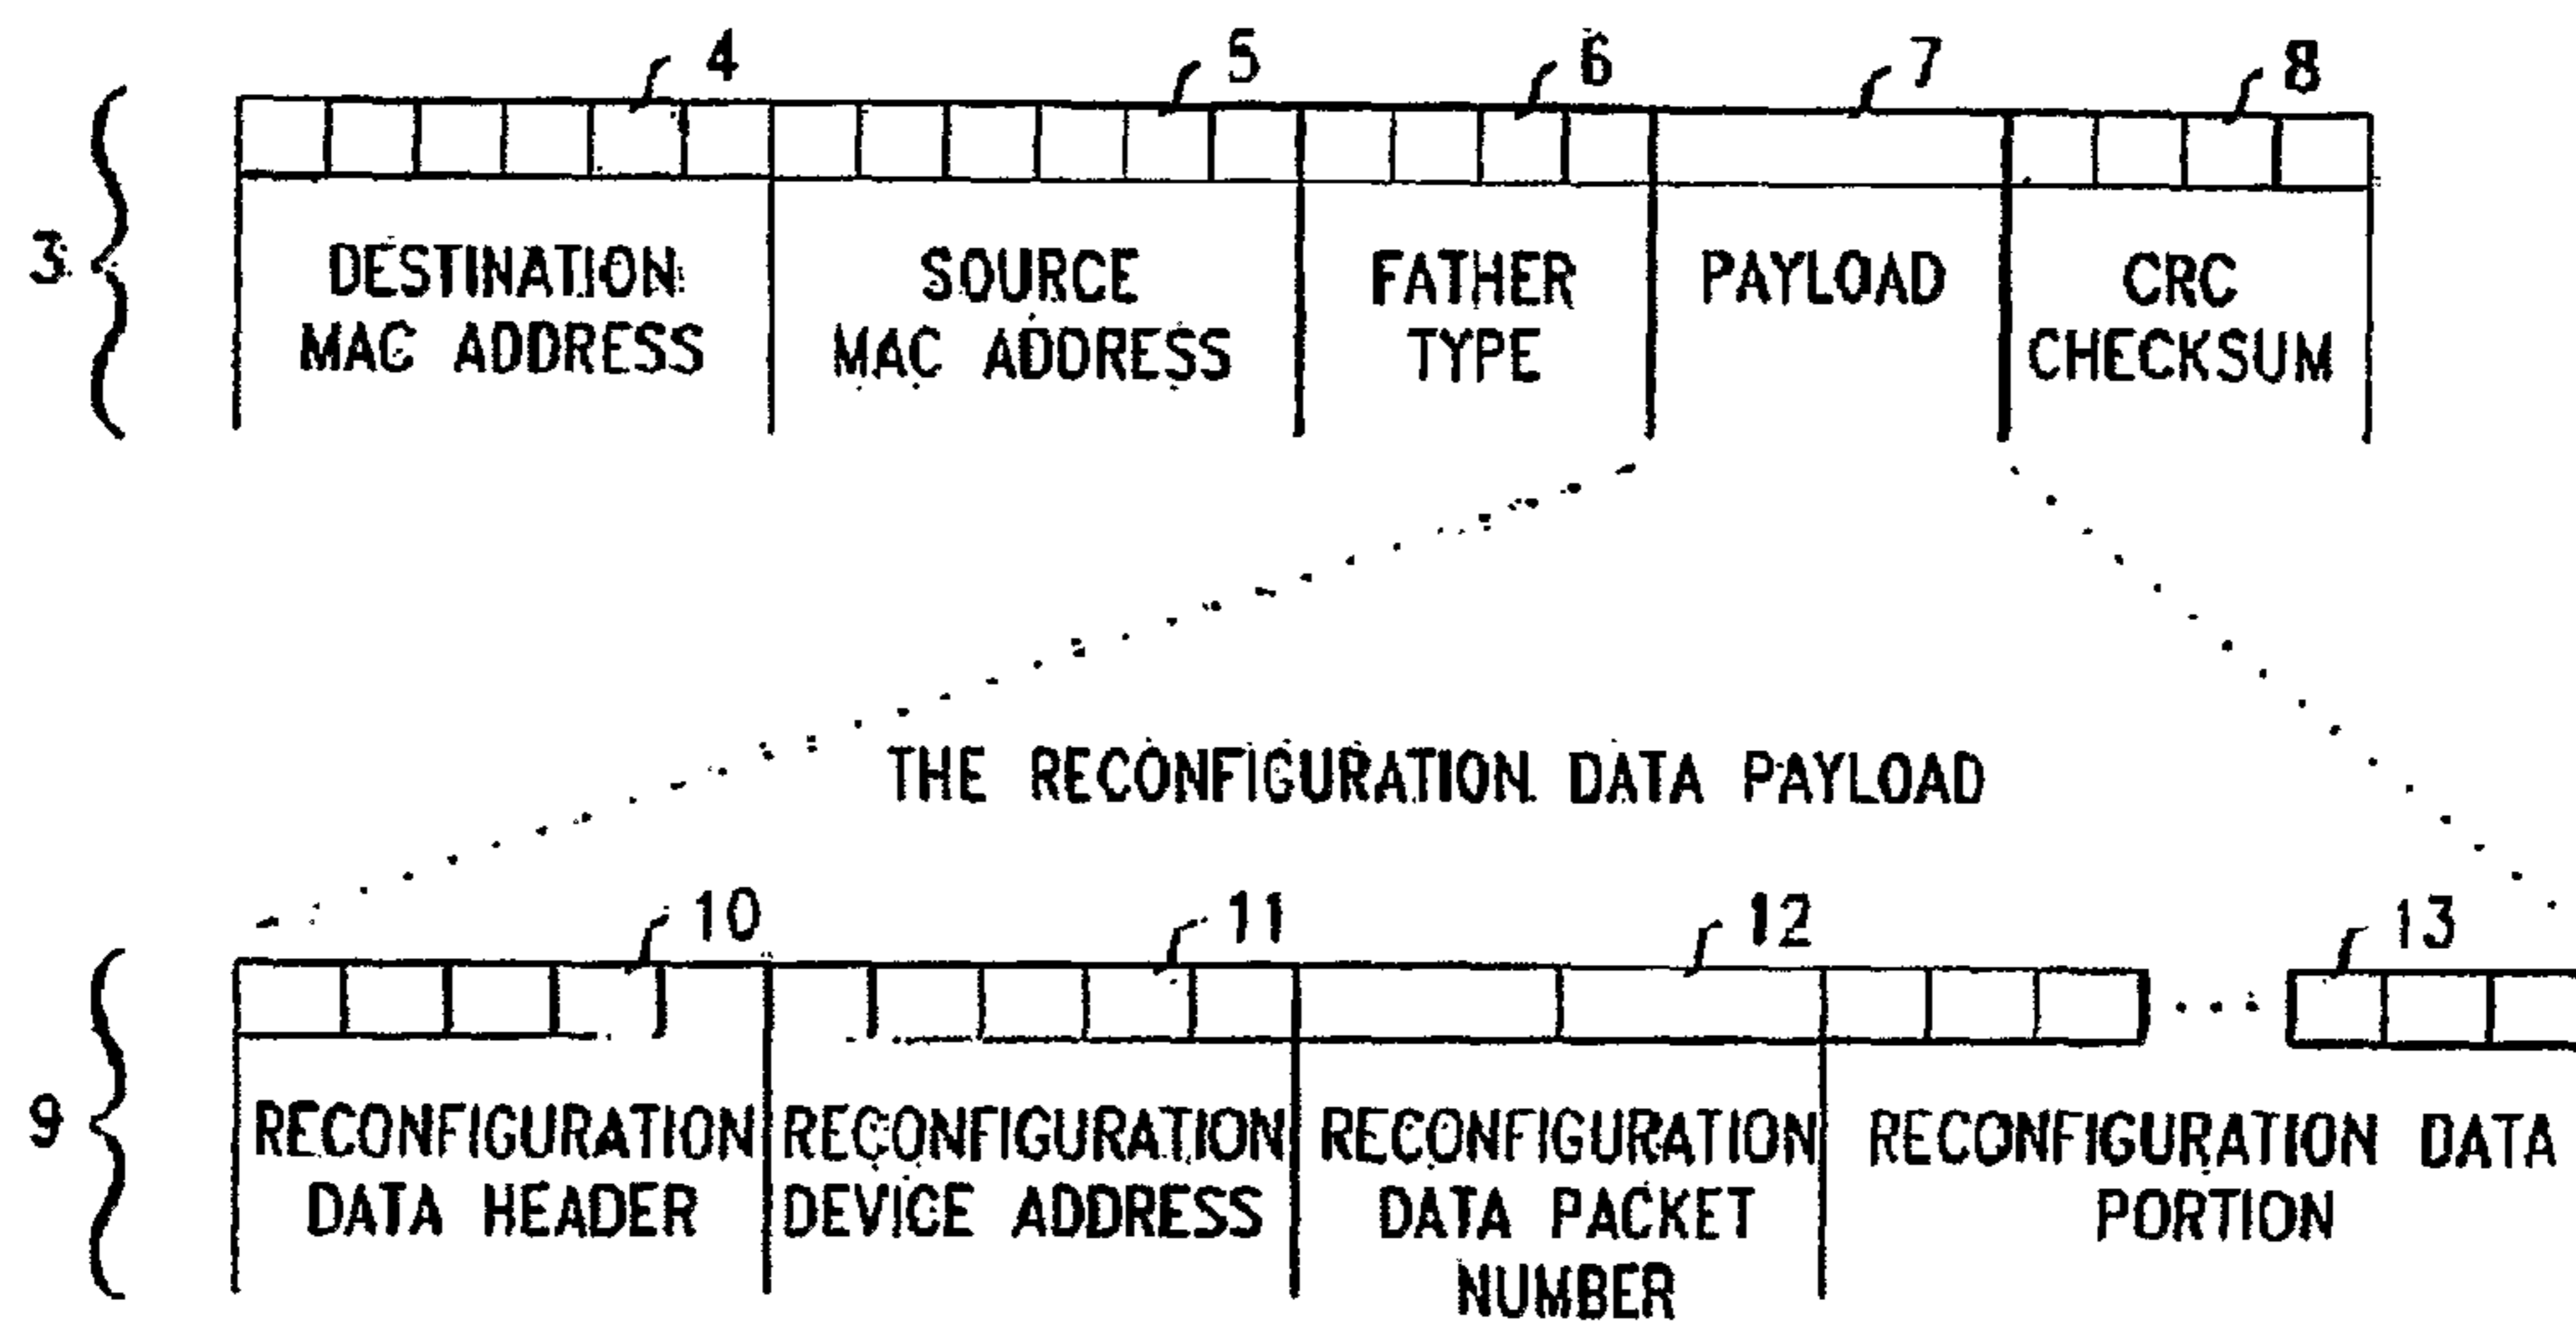 4 5 6 7 8
3
DESTINATION MAC ADDRESS
SOURCE MAC ADDRESS
FATHER TYPE
PAYLOAD
CRC CHECKSUM
THE RECONFIGURATION DATA PAYLOAD
10 11 12 13
9
RECONFIGURATION DATA HEADER
RECONFIGURATION DEVICE ADDRESS
RECONFIGURATION DATA PACKET NUMBER
RECONFIGURATION DATA PORTION